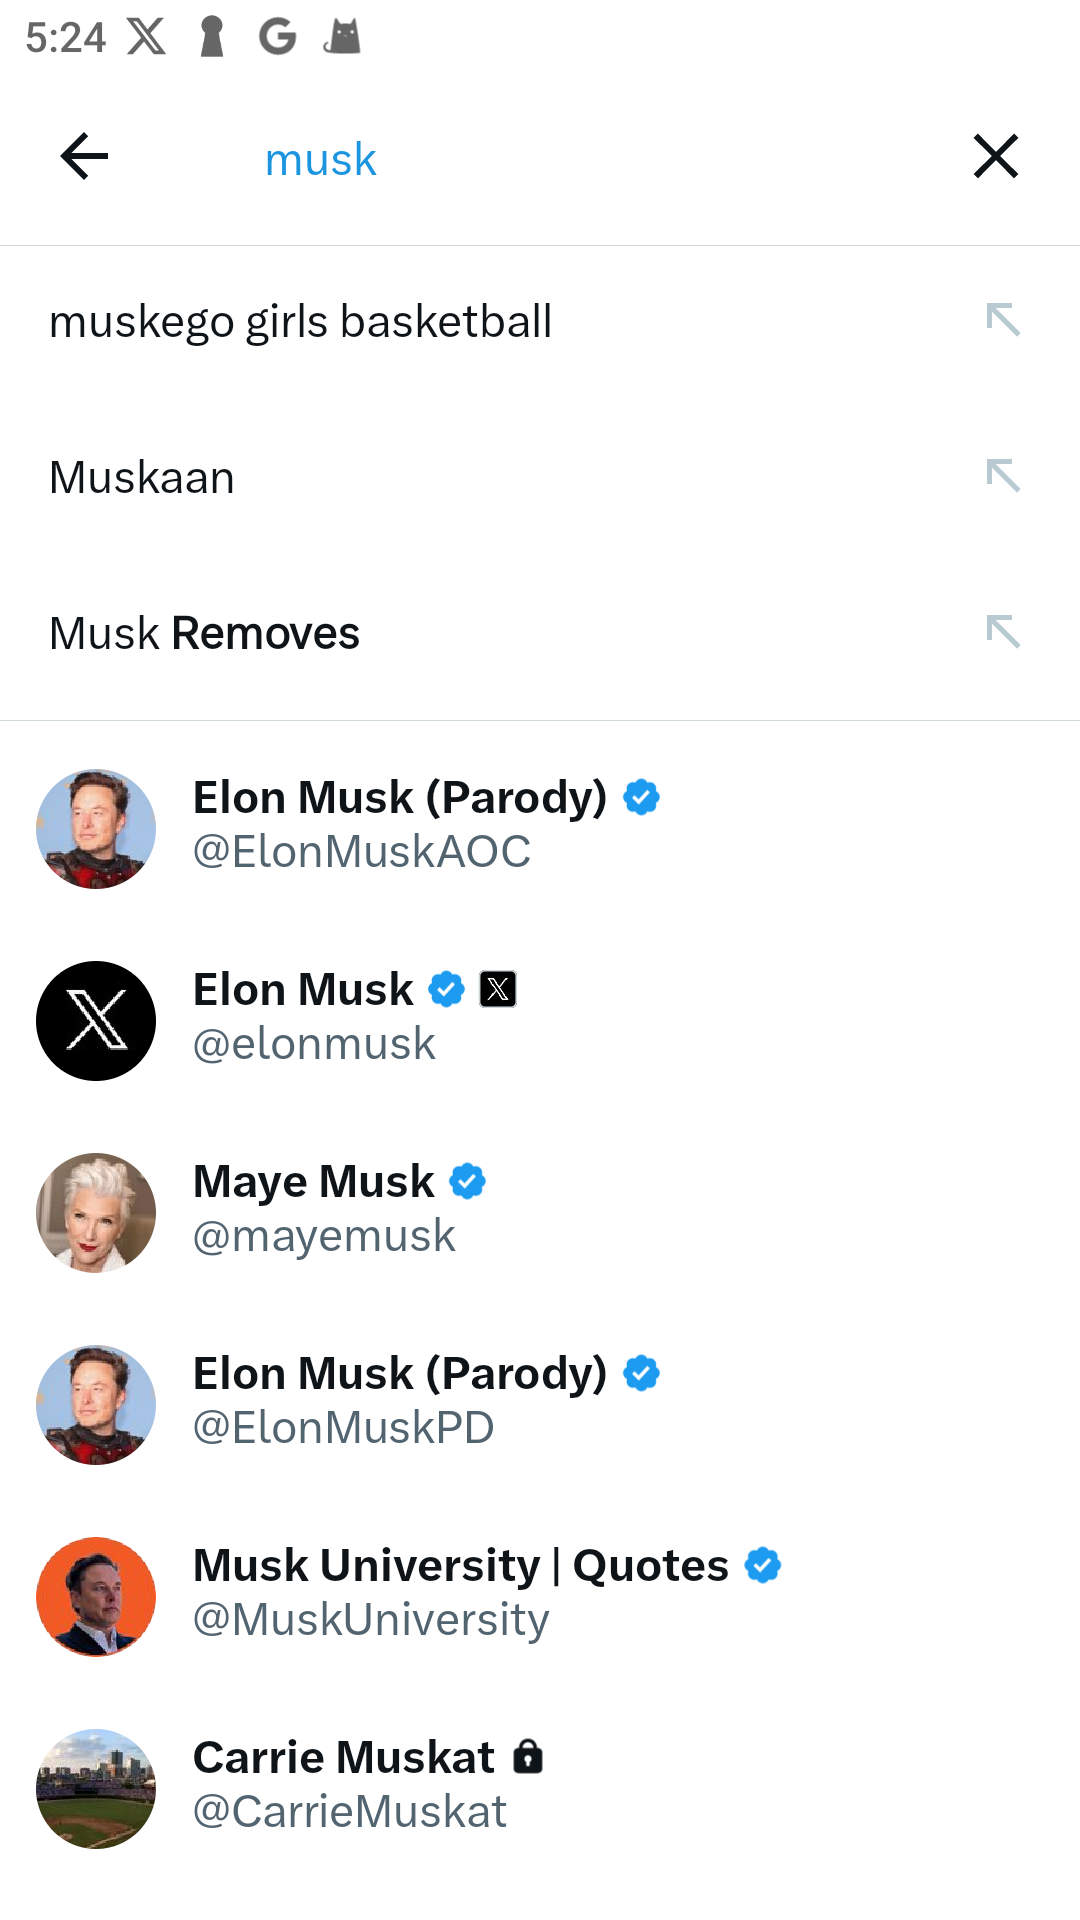 5:24
musk
muskego girls basketball
Muskaan
Musk Removes
Elon Musk (Parody)
@ElonMuskAOC
Elon Musk
@elonmusk
Maye Musk
@mayemusk
Elon Musk (Parody)
@ElonMuskPD
Musk University | Quotes
@MuskUniversity
Carrie Muskat
@CarrieMuskat